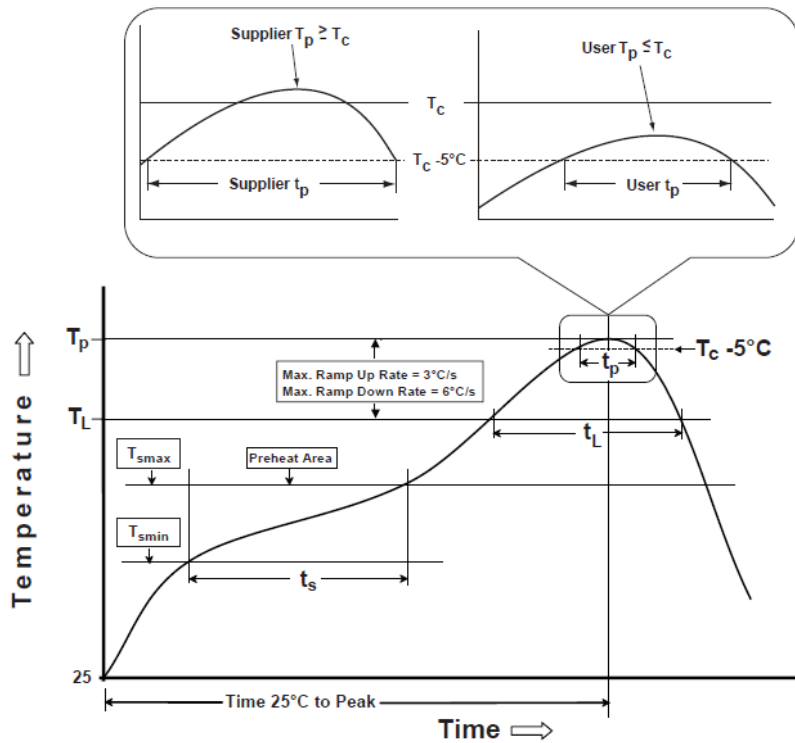 Supplier Tp ≥ Tc
User Tp ≤ Tc
Tc
Tc -5°C
Supplier tp
User tp
Tp
Tc -5°C
tp
Max. Ramp Up Rate = 3°C/s
Max. Ramp Down Rate = 6°C/s
TL
tL
Tsmax
Preheat Area
Tsmin
ts
Temperature
25
Time 25°C to Peak
Time